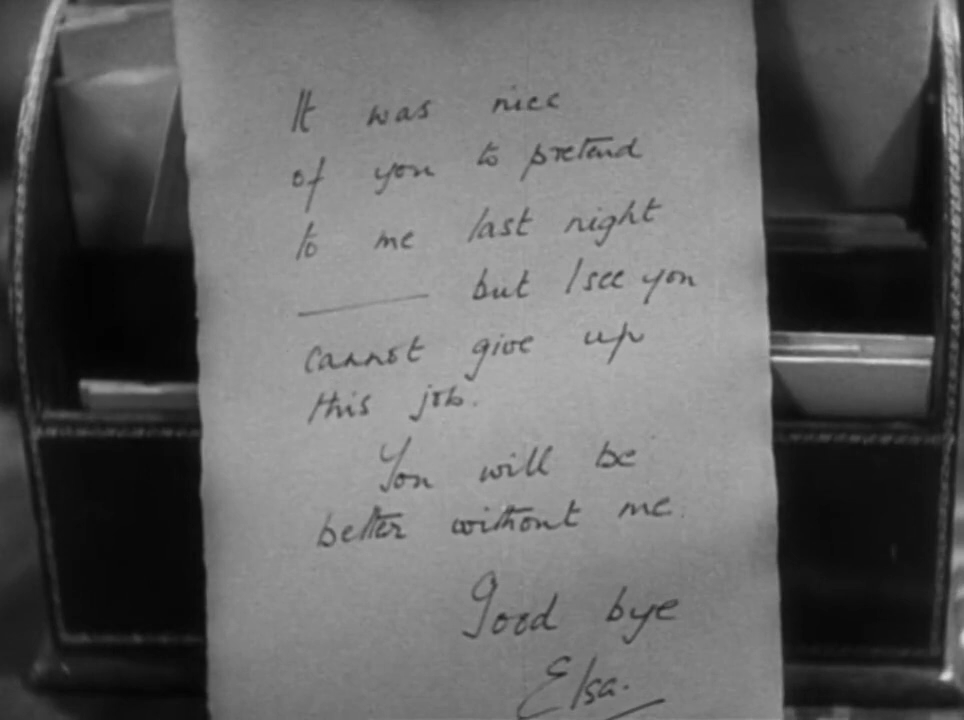 It was nice
of you to pretend
to me last night
——— but I see you
cannot give up
this job.
You will be
better without me.
Good bye
Elsa.